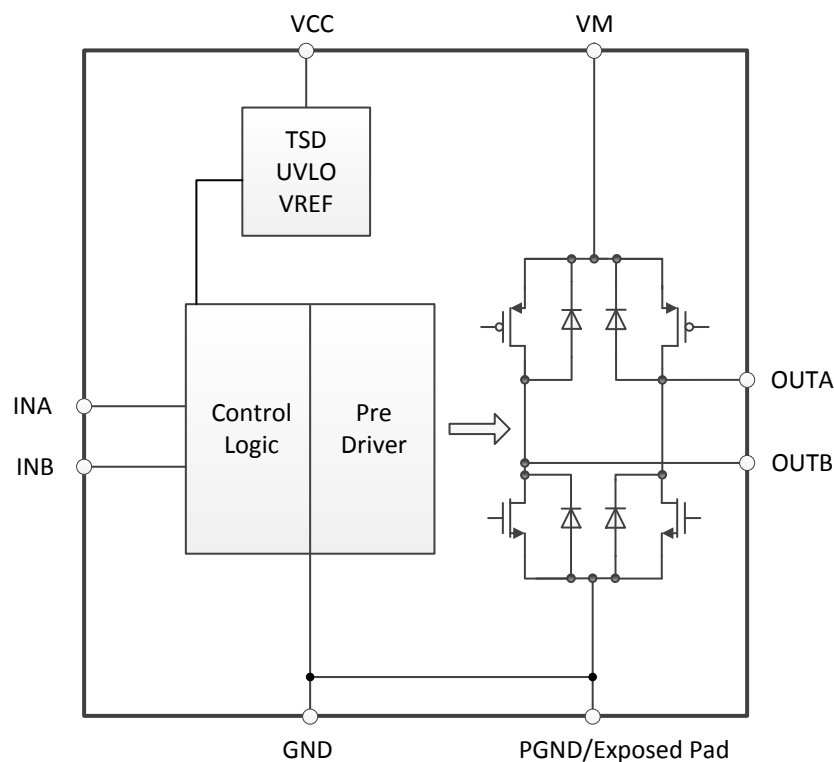 VCC
VM
TSD
UVLO
VREF
OUTA
INA
Control
Logic
Pre
Driver
INB
OUTB
GND
PGND/Exposed Pad